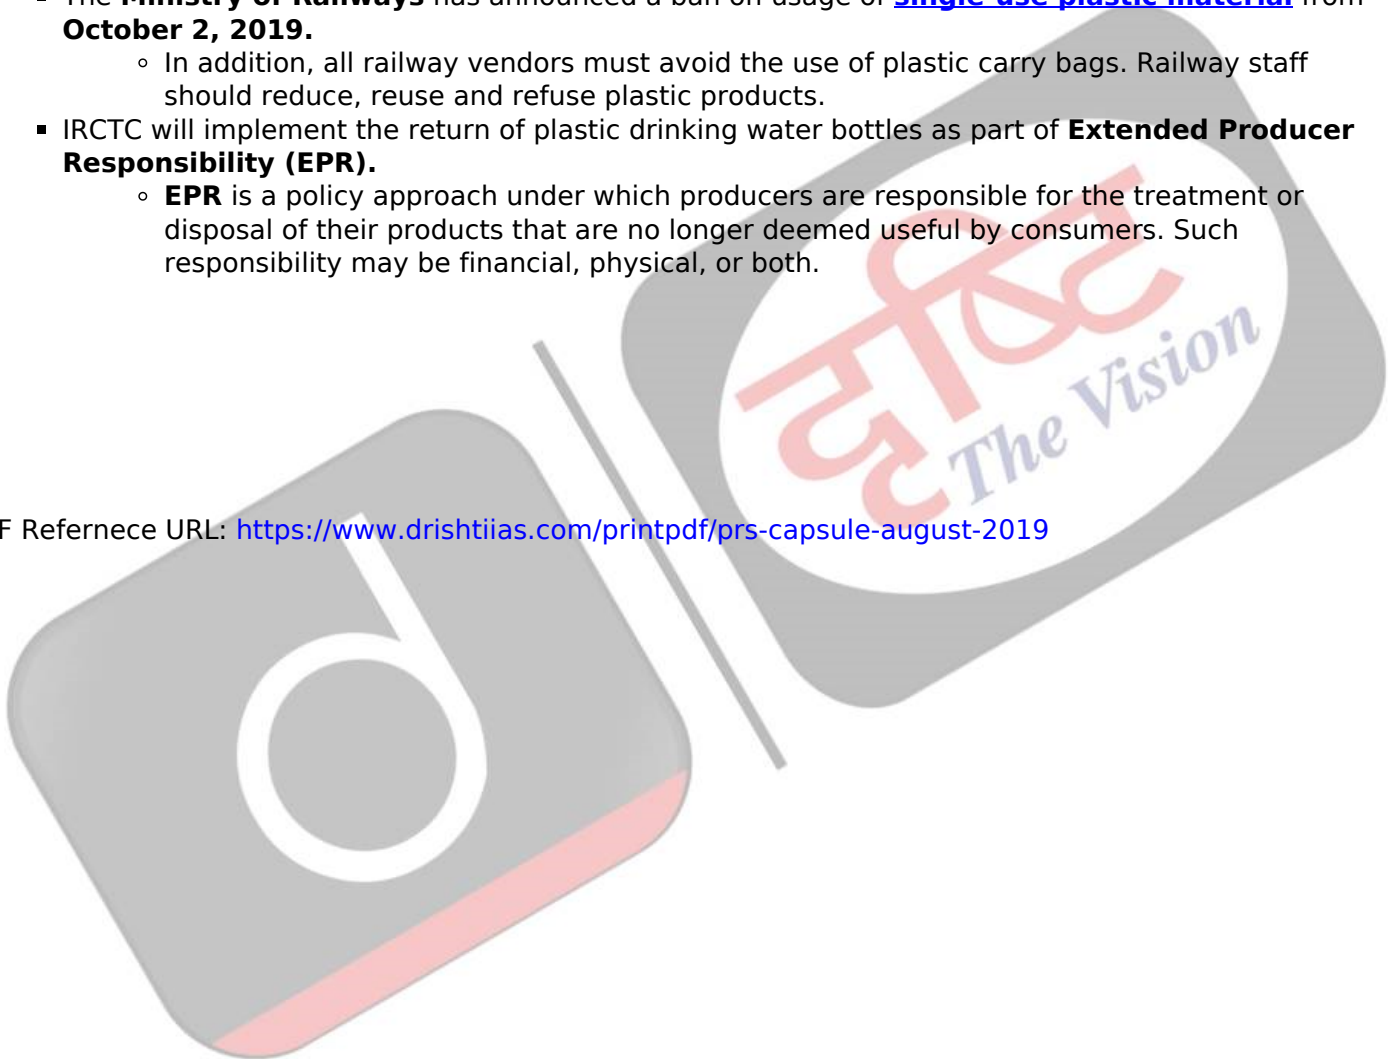 The Ministry of Railways has announced a ban on usage of single-use plastic material from
October 2, 2019.
In addition, all railway vendors must avoid the use of plastic carry bags. Railway staff
should reduce, reuse and refuse plastic products.
IRCTC will implement the return of plastic drinking water bottles as part of Extended Producer
Responsibility (EPR).
EPR is a policy approach under which producers are responsible for the treatment or
disposal of their products that are no longer deemed useful by consumers. Such
responsibility may be financial, physical, or both.
दृष्टि
The Vision
F Refernece URL: https://www.drishtiias.com/printpdf/prs-capsule-august-2019
d